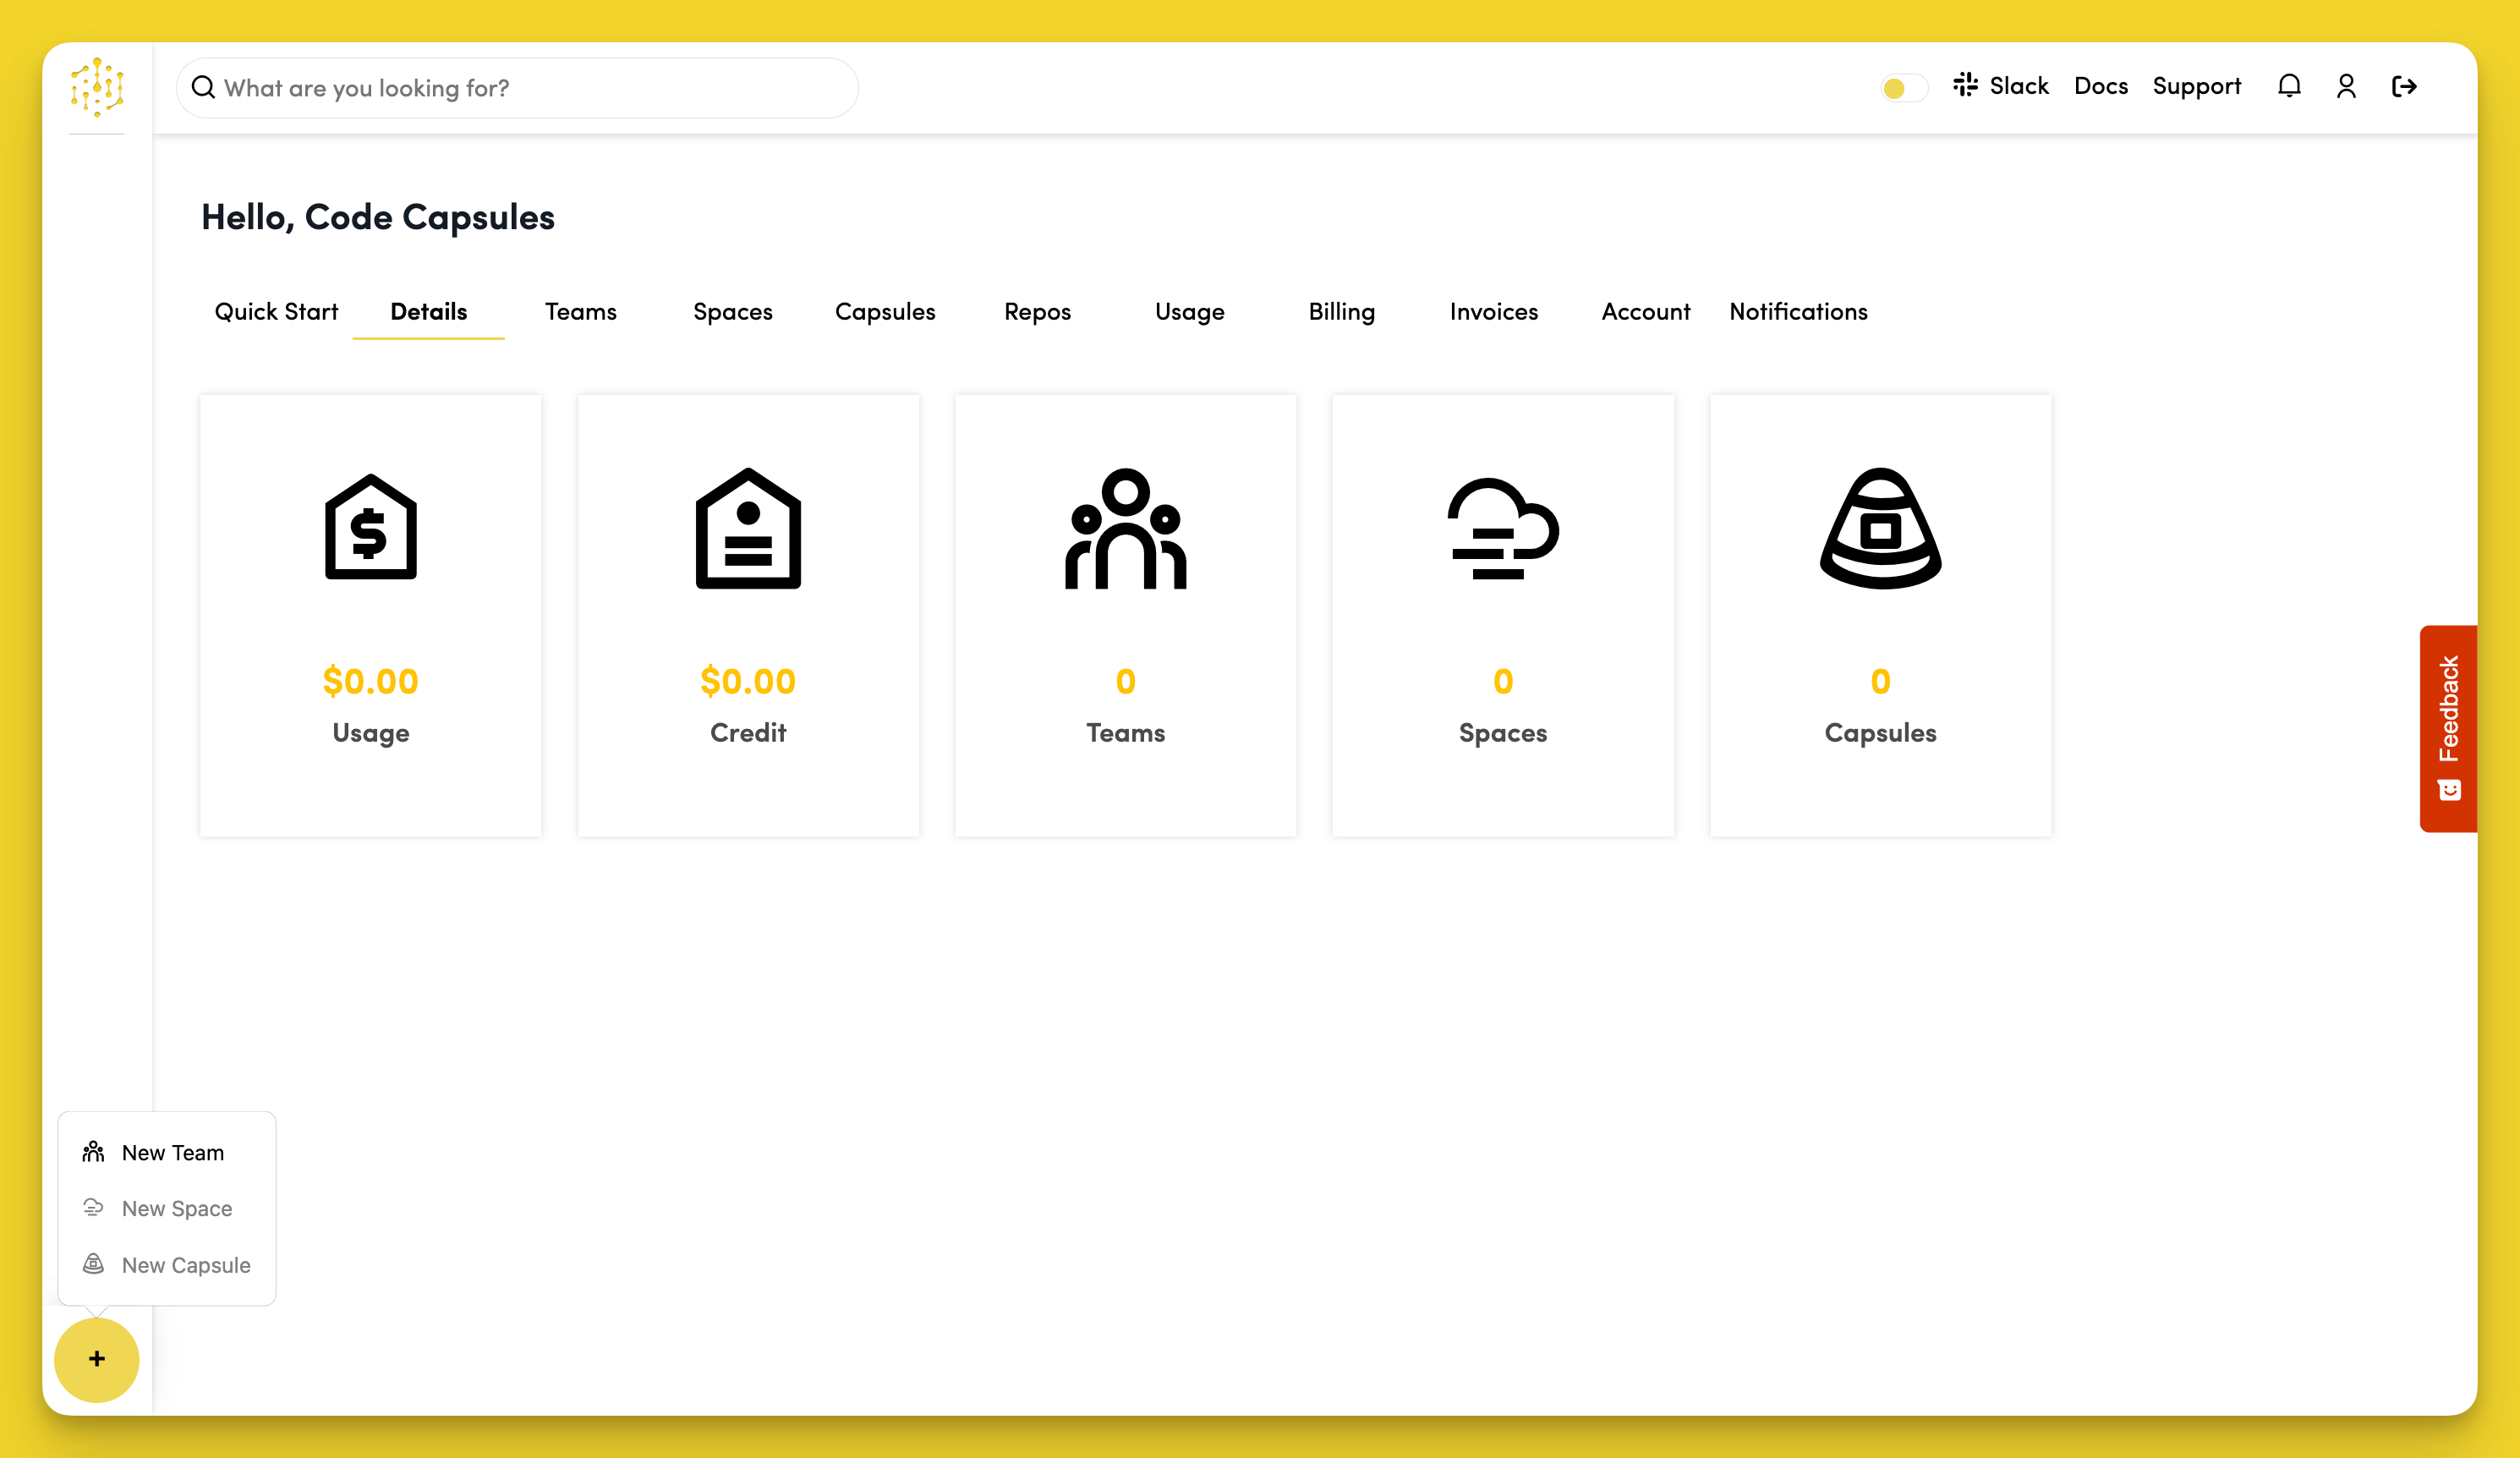 What are you looking for?
Slack Docs Support
Hello, Code Capsules
Quick Start Details Teams Spaces Capsules Repos Usage Billing Invoices Account Notifications
$0.00 $0.00 0 0 0
Usage Credit Teams Spaces Capsules
Feedback
New Team
New Space
New Capsule
+